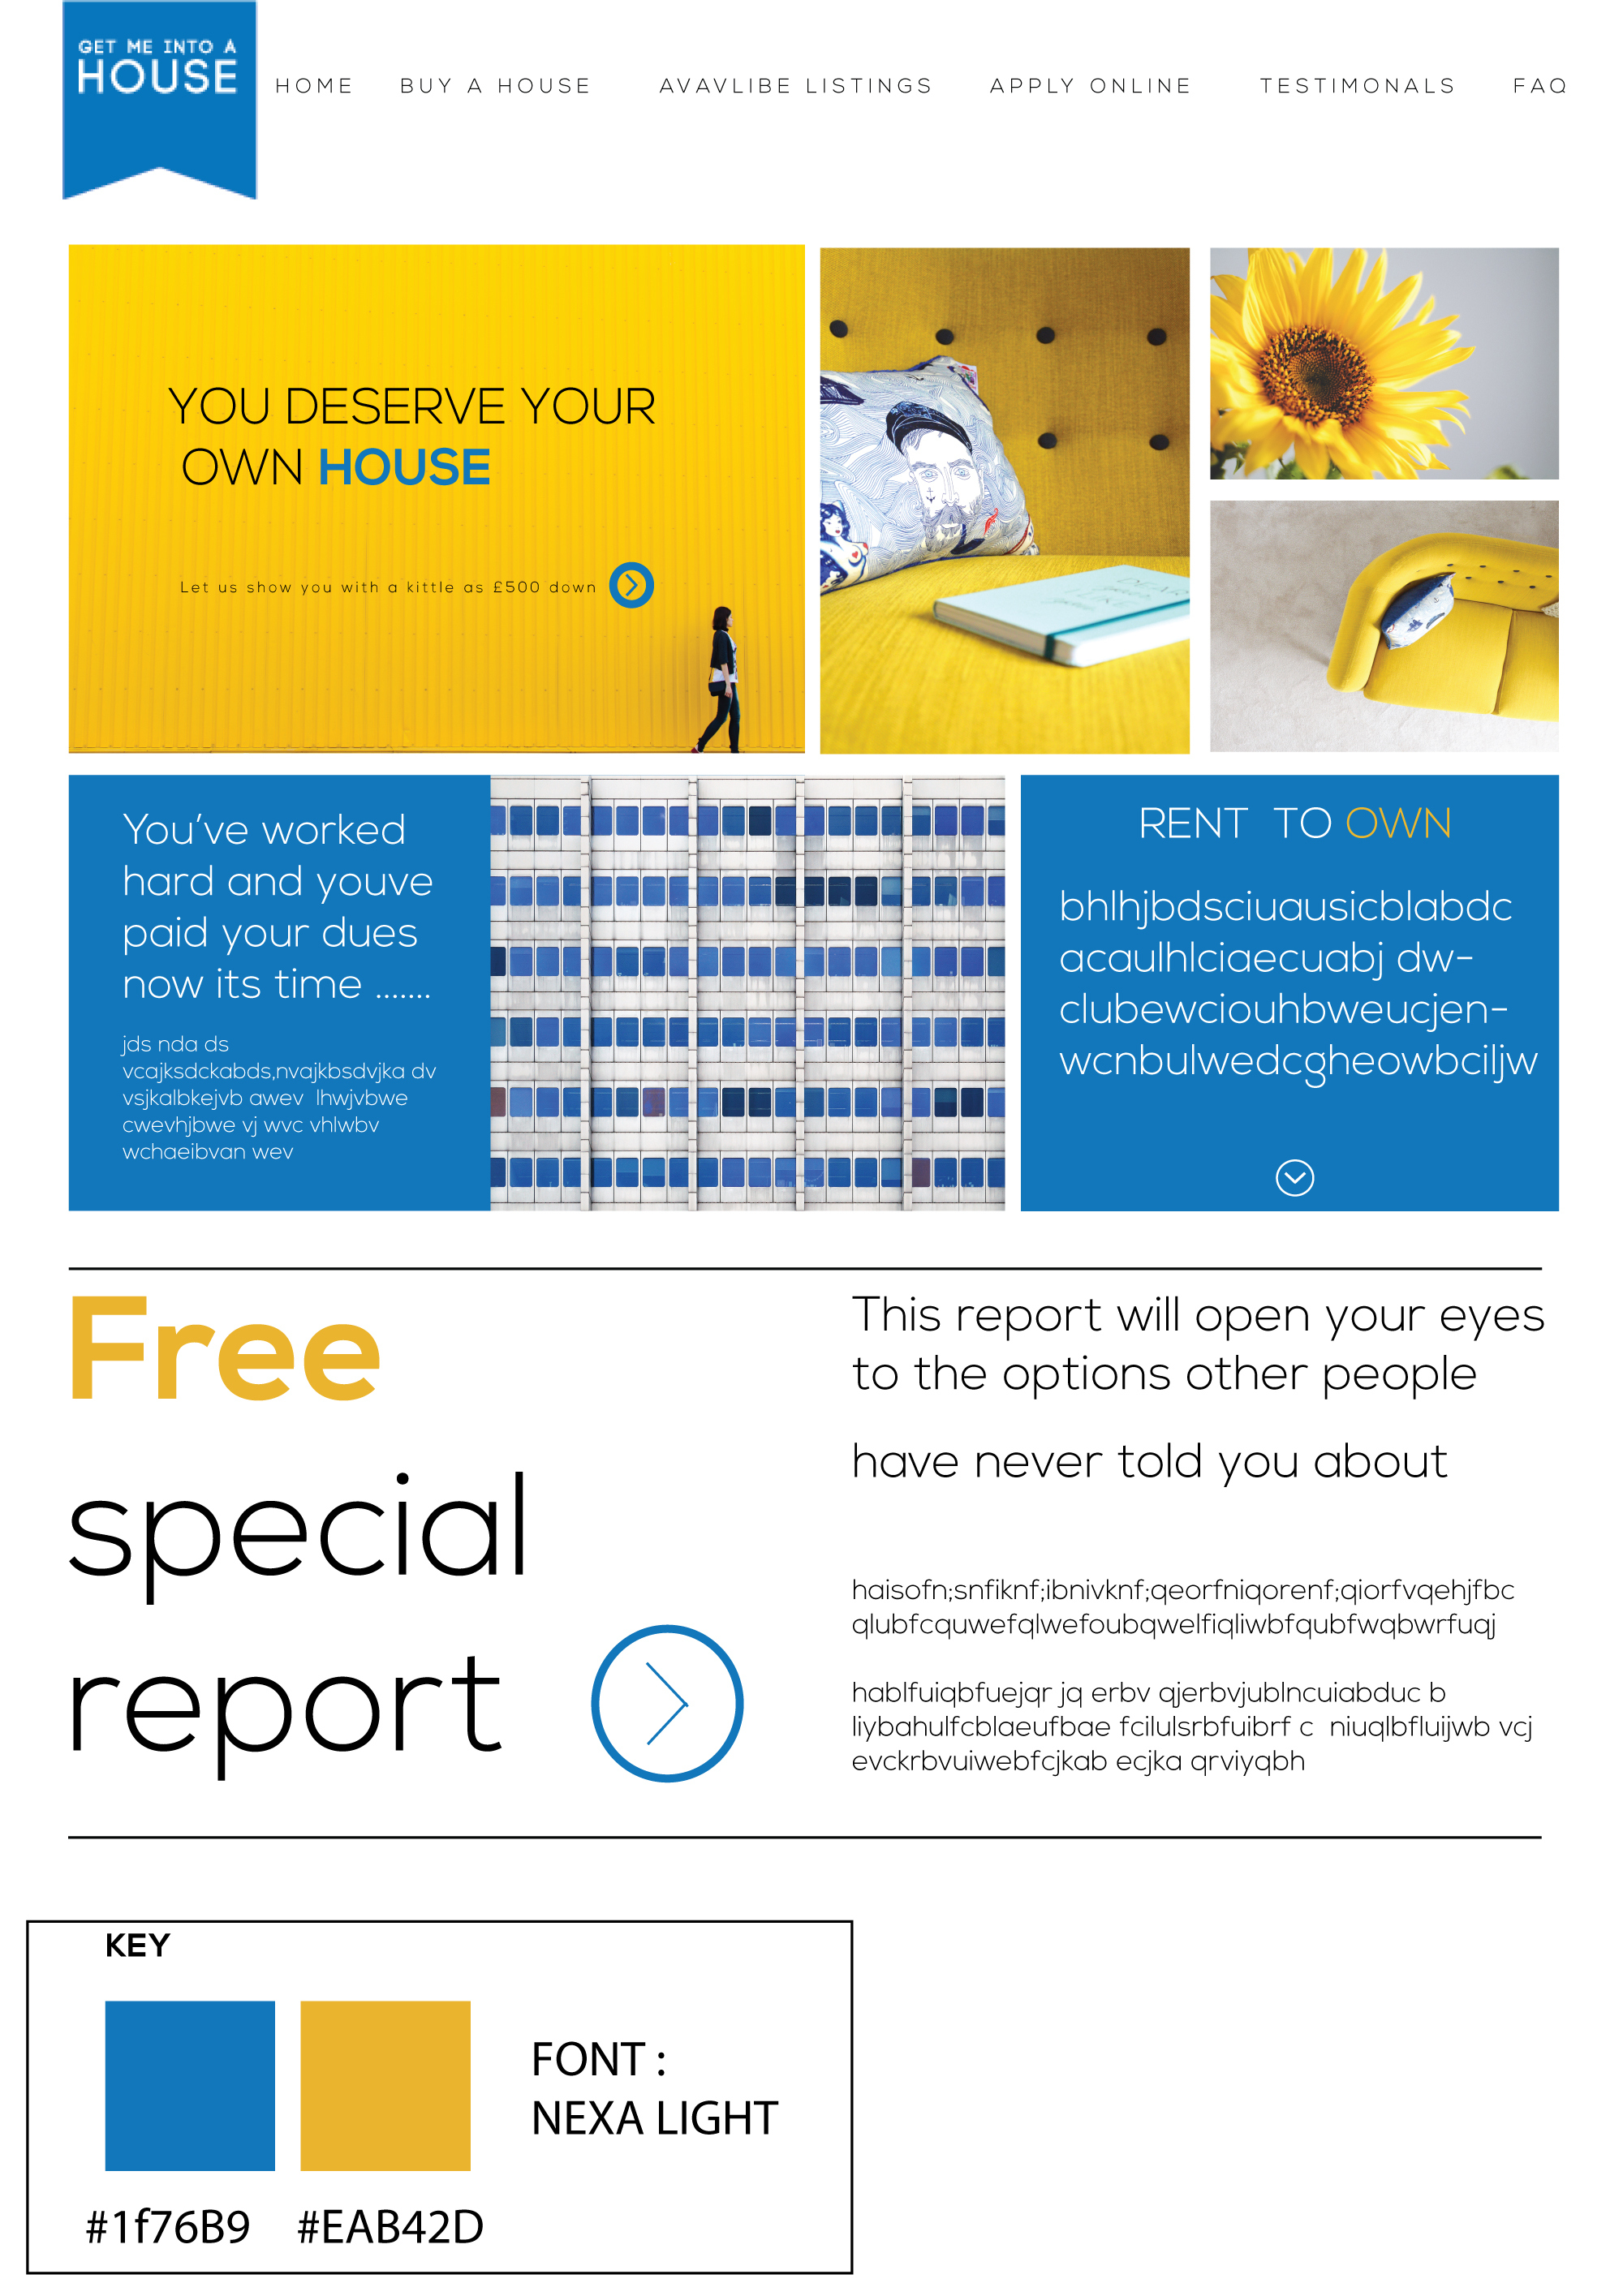 GET ME INTO A
HOUSE
HOME BUY A HOUSE AVAVLIBE LISTINGS APPLY ONLINE TESTIMONALS FAQ
YOU DESERVE YOUR
OWN HOUSE
Let us show you with a kittle as £500 down
You've worked
hard and youve
paid your dues
now its time .......
jds nda ds
vcajksdckabds,nvajkbsdvjka dv
vsjkalbkejvb awev lhwjvbwe
cwevhjbwe vj wvc vhlwbv
wchaeibvan wev
RENT TO OWN
bhlhjbdsciuausicblabdc
acaulhlciaecuabj dw-
clubewciouhbweucjen-
wcnbulwedcgheowbciljw
Free
special
report
This report will open your eyes
to the options other people
have never told you about
haisofn;snfiknf;ibnivknf;qeorfniqorenf;qiorfvqehjfbc
qlubfcquwefqlwefoubqwelfiqliwbfqubfwqbwrfuqj
hablfuiqbfuejqr jq erbv qjerbvjublncuiabduc b
liybahulfcblaeufbae fcilulsrbfuibrf c niuqlbfluijwb vcj
evckrbvuiwebfcjkab ecjka qrviyqbh
KEY
FONT :
NEXA LIGHT
#1f76B9 #EAB42D